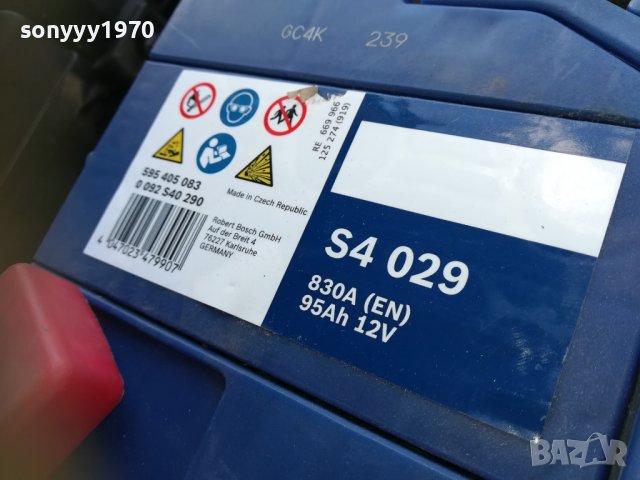 sonyyy1970
GC4K 239
RE 669 966
125 274 (919)
595 405 083
0 092 S40 290
Made in Czech Republic
Robert Bosch GmbH
Auf der Breit 4
76227 Karlsruhe
GERMANY
4 047023 479907
S4 029
830A (EN)
95Ah 12V
BAZAR